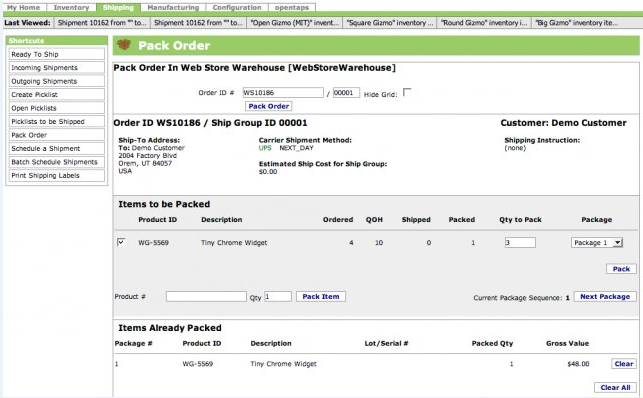 My Home Inventory Shipping Manufacturing Configuration opentaps
Last Viewed: Shipment 10162 from "" to... Shipment 10162 from "" to... "Open Gizmo (MIT)" invent... "Square Gizmo" inventory ... "Round Gizmo" inventory i... "Big Gizmo" inventory ite...
Shortcuts
Ready To Ship
Incoming Shipments
Outgoing Shipments
Create Picklist
Open Picklists
Picklists to be Shipped
Pack Order
Schedule a Shipment
Batch Schedule Shipments
Print Shipping Labels
Pack Order
Pack Order In Web Store Warehouse [WebStoreWarehouse]
Order ID # WS10186 / 00001 Hide Grid:
Pack Order
Order ID WS10186 / Ship Group ID 00001 Customer: Demo Customer
Ship-To Address: Carrier Shipment Method: Shipping Instruction:
To: Demo Customer UPS NEXT_DAY (none)
2004 Factory Blvd
Orem, UT 84057 Estimated Ship Cost for Ship Group:
USA $0.00
Items to be Packed
Product ID Description Ordered QOH Shipped Packed Qty to Pack Package
WG-5569 Tiny Chrome Widget 4 10 0 1 3 Package 1
Pack
Product # Qty 1 Pack Item Current Package Sequence: 1 Next Package
Items Already Packed
Package # Product ID Description Lot/Serial # Packed Qty Gross Value
1 WG-5569 Tiny Chrome Widget 1 $48.00 Clear
Clear All